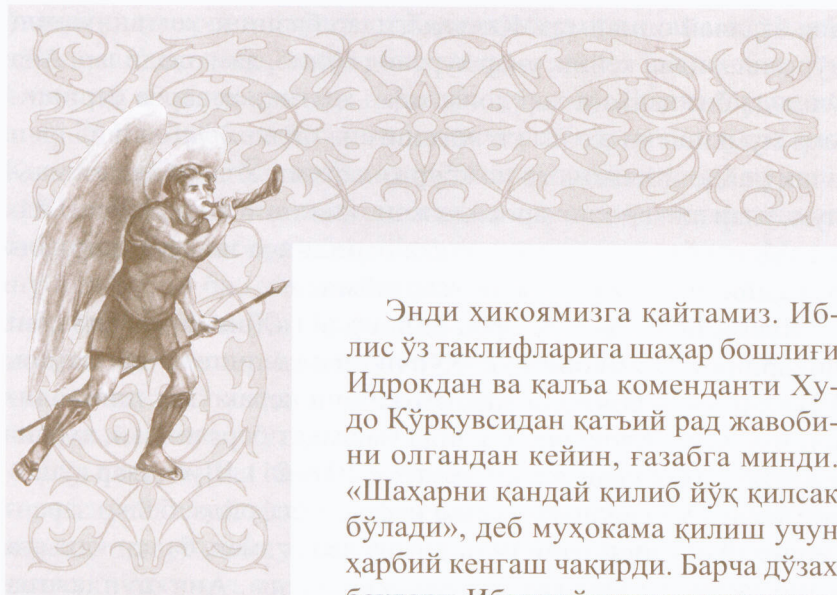 Энди ҳикоямизга қайтамиз. Иб-
лис ўз таклифларига шаҳар бошлиғи
Идрокдан ва қалъа коменданти Ху-
до Қўрқувсидан қатъий рад жавоби-
ни олгандан кейин, ғазабга минди.
«Шаҳарни қандай қилиб йўқ қилсак
бўлади», деб муҳокама қилиш учун
ҳарбий кенгаш чақирди. Барча дўзах